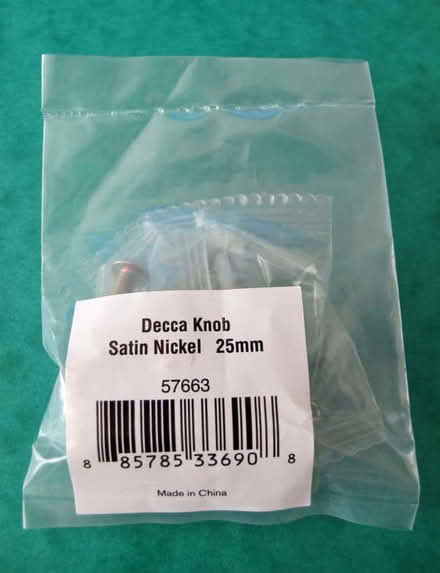 Decca Knob
Satin Nickel 25mm
57663
8 85785 33690 8
Made in China